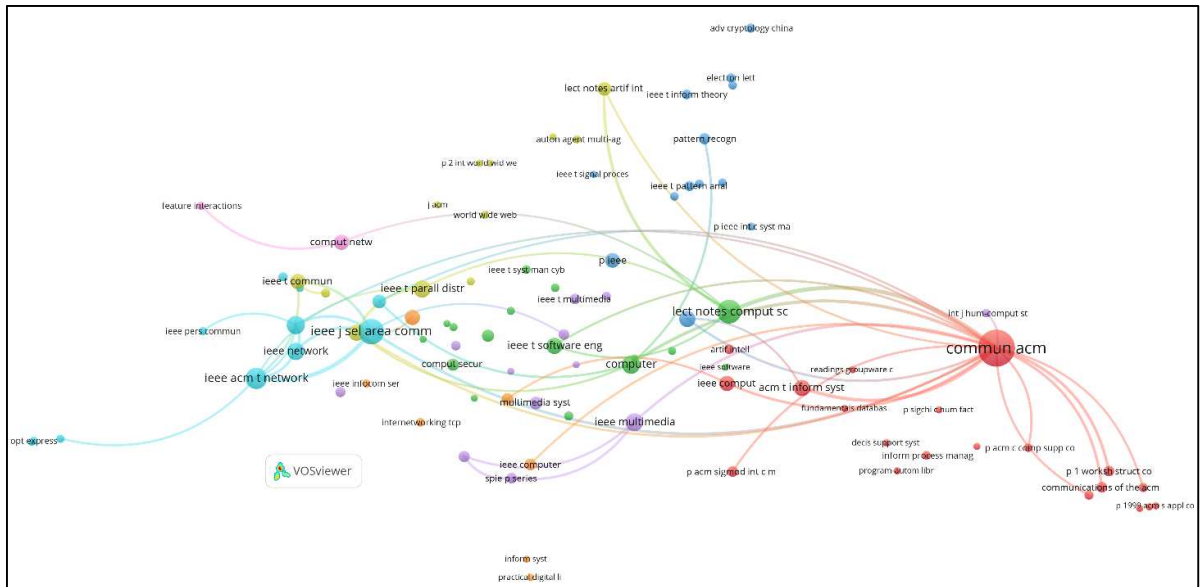 adv cryptology china
electron lett
lect notes artif int
ieee t inform theory
auton agent multi-ag
pattern recogn
p 2 int world wid we
ieee t signal proces
ieee t pattern anal
feature interactions
j acm
world wide web
p ieee int c syst ma
comput netw
p ieee
ieee t syst man cyb
ieee t commun
ieee t parall distr
ieee t multimedia
lect notes comput sc
int j hum-comput st
ieee pers commun
ieee j sel area comm
ieee t software eng
commun acm
ieee network
artif intell
comput secur
computer
ieee software
readings groupware c
ieee acm t network
ieee infocom ser
ieee comput
acm t inform syst
multimedia syst
fundamentals databas
p sigchi c hum fact
internetworking tcp
ieee multimedia
opt express
decis support syst
p acm c comp supp co
inform process manag
VOSviewer
ieee computer
spie p series
p acm sigmod int c m
program-autom libr
p 1 worksh struct co
communications of the acm
p 1999 acm s appl co
inform syst
practical digital li